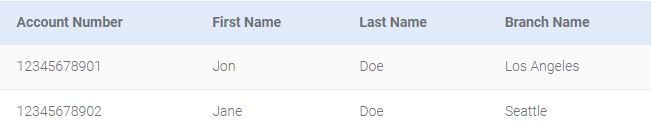 Account Number First Name Last Name Branch Name
12345678901 Jon Doe Los Angeles
12345678902 Jane Doe Seattle